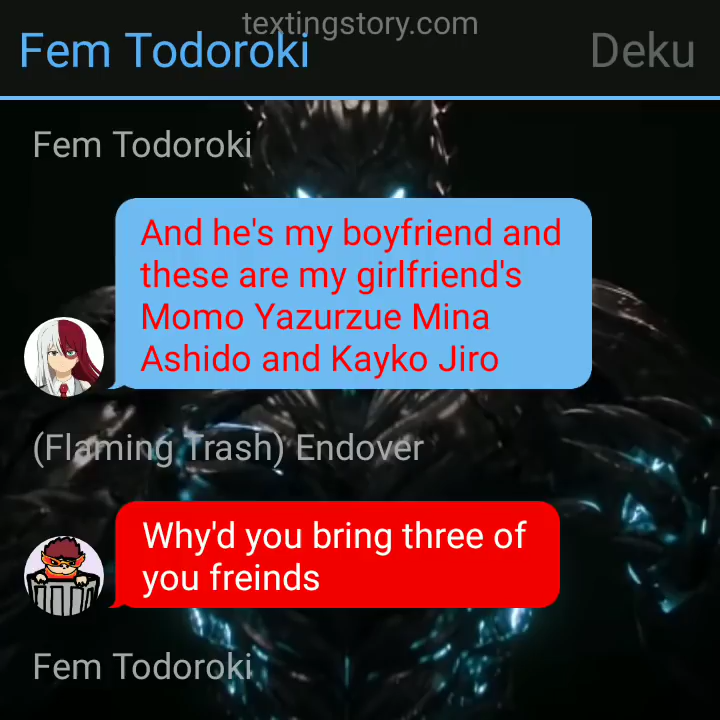 textingstory.com
Fem Todoroki
Deku
Fem Todoroki
And he's my boyfriend and
these are my girlfriend's
Momo Yazurzue Mina
Ashido and Kayko Jiro
(Flaming Trash) Endover
Why'd you bring three of
you freinds
Fem Todoroki